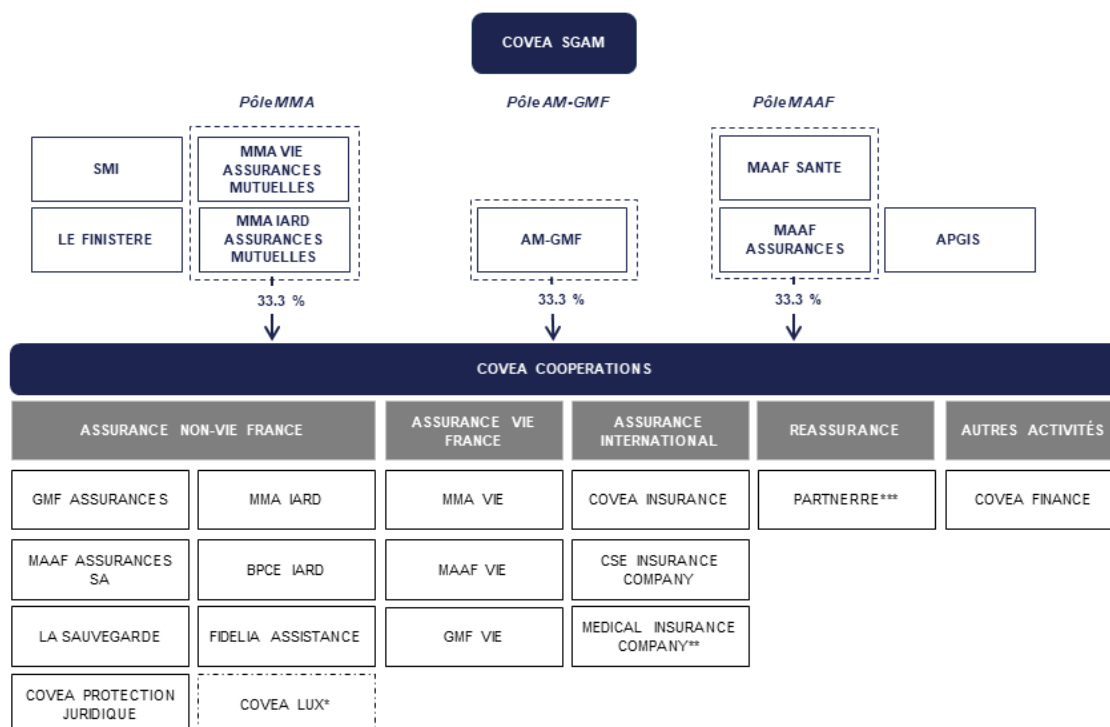 COVEA SGAM
Pôle MMA
Pôle AM-GMF
Pôle MAAF
SMI
MMA VIE
ASSURANCES
MUTUELLES
MAAF SANTE
LE FINISTERE
MMA IARD
ASSURANCES
MUTUELLES
AM-GMF
MAAF
ASSURANCES
APGIS
33.3 %
33.3 %
33.3 %
COVEA COOPERATIONS
ASSURANCE NON-VIE FRANCE
ASSURANCE VIE
FRANCE
ASSURANCE
INTERNATIONAL
REASSURANCE
AUTRES ACTIVITÉS
GMF ASSURANCES
MMA IARD
MMA VIE
COVEA INSURANCE
PARTNERRE***
COVEA FINANCE
MAAF ASSURANCES
SA
BPCE IARD
MAAF VIE
CSE INSURANCE
COMPANY
LA SAUVEGARDE
FIDELIA ASSISTANCE
GMF VIE
MEDICAL INSURANCE
COMPANY**
COVEA PROTECTION
JURIDIQUE
COVEA LUX*